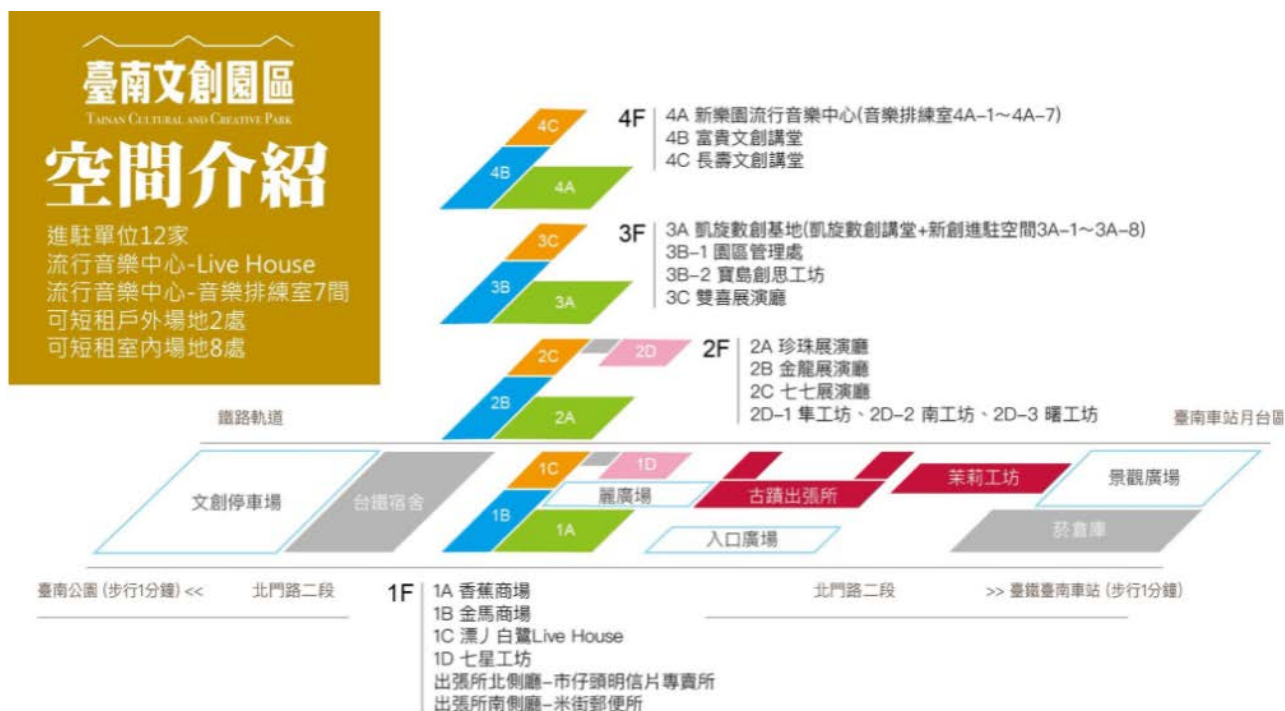 臺南文創園區
TAINAN CULTURAL AND CREATIVE PARK
空間介紹
進駐單位12家
流行音樂中心-Live House
流行音樂中心-音樂排練室7間
可短租戶外場地2處
可短租室內場地8處
4C
4B
4A
4F
4A 新樂園流行音樂中心(音樂排練室4A-1～4A-7)
4B 富貴文創講堂
4C 長壽文創講堂
3C
3B
3A
3F
3A 凱旋數創基地(凱旋數創講堂+新創進駐空間3A-1～3A-8)
3B-1 園區管理處
3B-2 寶島創思工坊
3C 雙喜展演廳
2C
2D
2B
2A
2F
2A 珍珠展演廳
2B 金龍展演廳
2C 七七展演廳
2D-1 隼工坊、2D-2 南工坊、2D-3 曙工坊
鐵路軌道
臺南車站月台區
文創停車場
台鐵宿舍
1C
1D
1B
1A
麗廣場
古蹟出張所
茉莉工坊
景觀廣場
入口廣場
菸倉庫
臺南公園 (步行1分鐘) <<
北門路二段
北門路二段
>> 臺鐵臺南車站 (步行1分鐘)
1F
1A 香蕉商場
1B 金馬商場
1C 漂丿白鷺Live House
1D 七星工坊
出張所北側廳-市仔頭明信片專賣所
出張所南側廳-米街郵便所